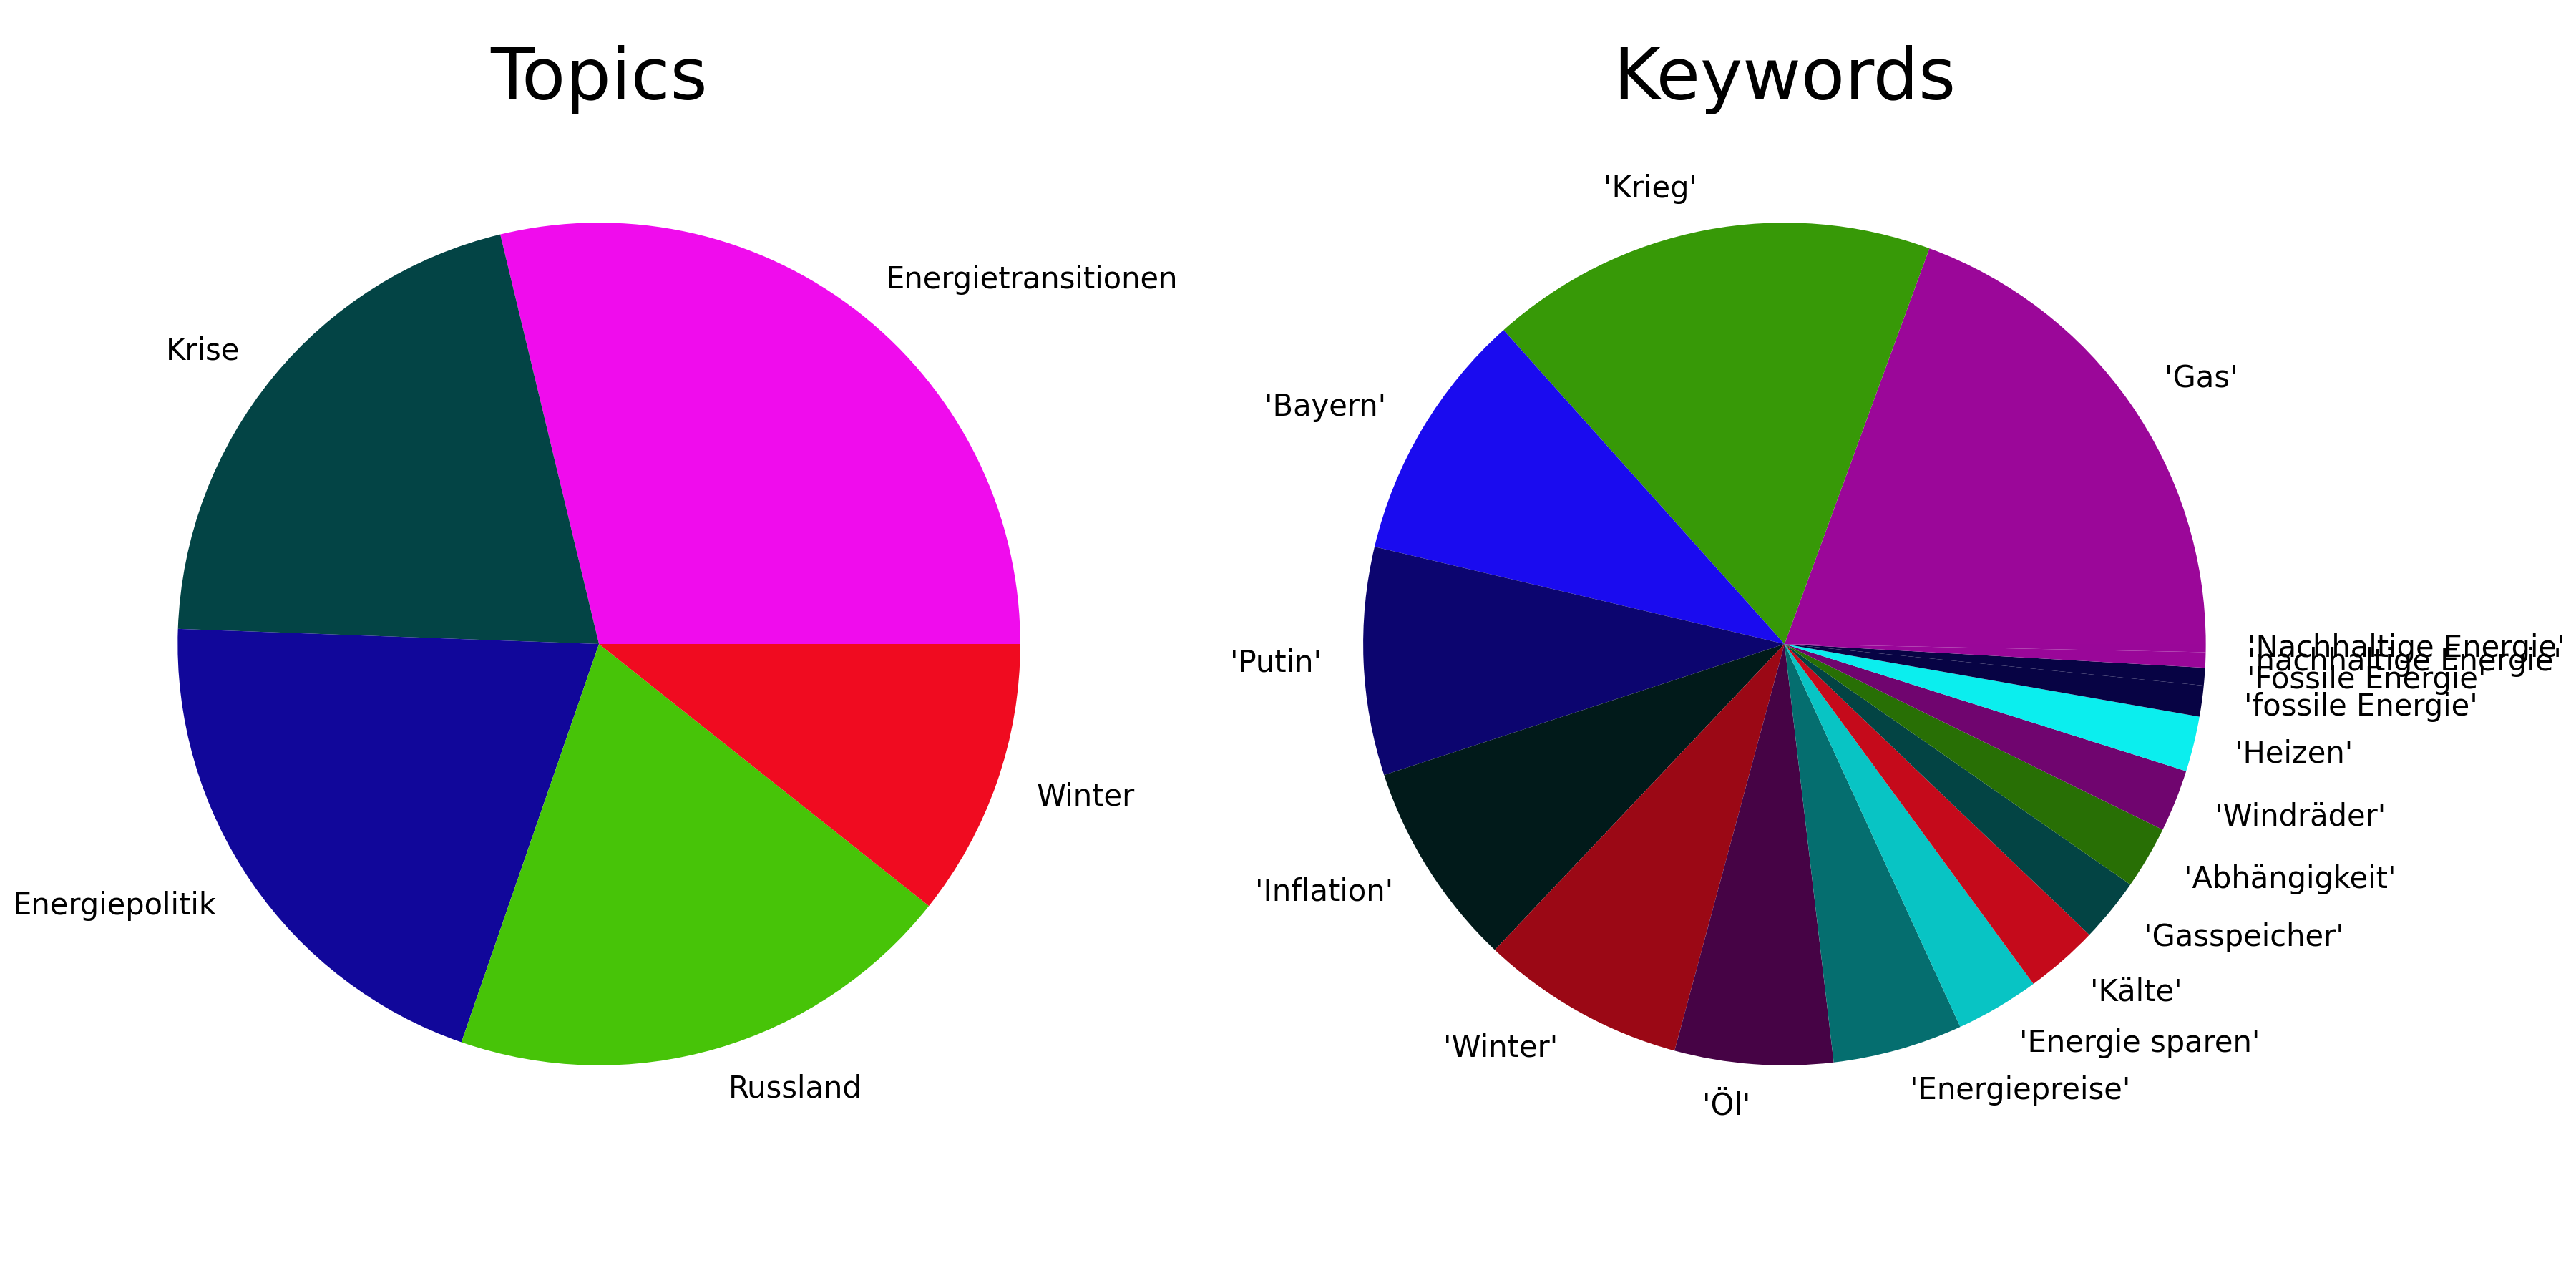 Topics
Energietransitionen
Krise
Energiepolitik
Russland
Winter
Keywords
'Gas'
'Krieg'
'Bayern'
'Putin'
'Inflation'
'Winter'
'Öl'
'Energiepreise'
'Energie sparen'
'Kälte'
'Gasspeicher'
'Abhängigkeit'
'Windräder'
'Heizen'
'fossile Energie'
'Fossile Energie'
'nachhaltige Energie'
'Nachhaltige Energie'